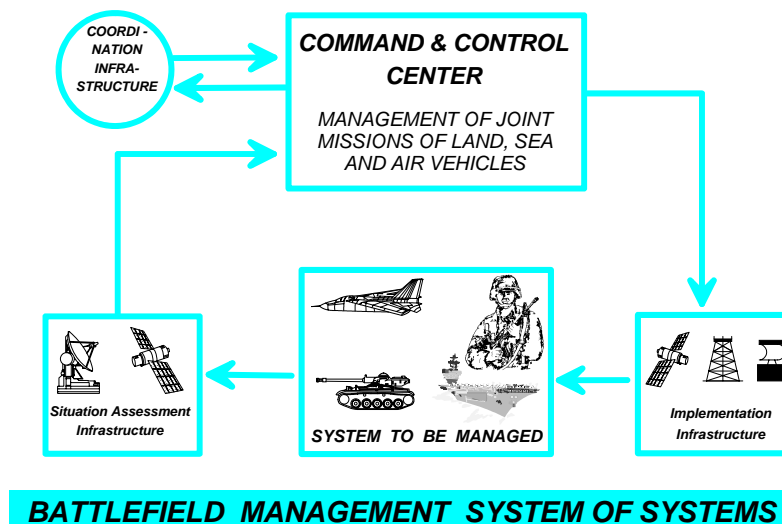 COORDI -
NATION
INFRA-
STRUCTURE
COMMAND & CONTROL
CENTER
MANAGEMENT OF JOINT
MISSIONS OF LAND, SEA
AND AIR VEHICLES
Situation Assessment
Infrastructure
SYSTEM TO BE MANAGED
Implementation
Infrastructure
BATTLEFIELD MANAGEMENT SYSTEM OF SYSTEMS